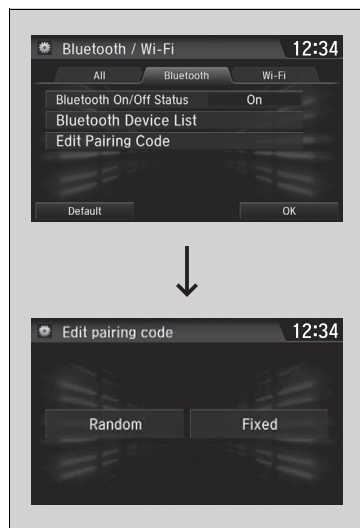 Bluetooth / Wi-Fi 12:34
All Bluetooth Wi-Fi
Bluetooth On/Off Status On
Bluetooth Device List
Edit Pairing Code
Default OK
Edit pairing code 12:34
Random Fixed